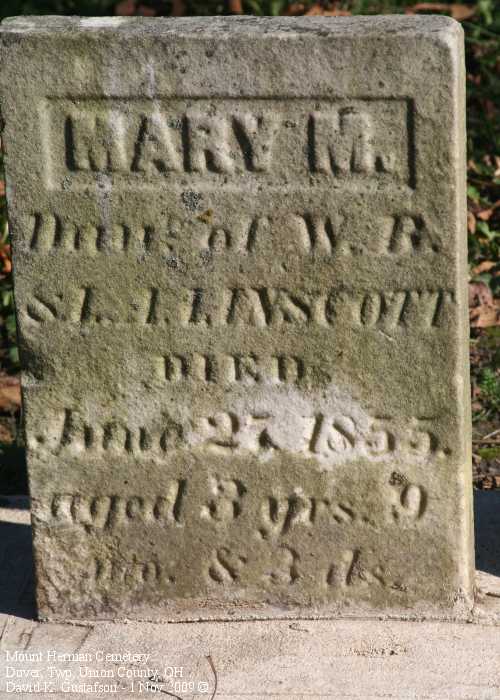 MARY M.
Dau. of W. R.
& L. A. LINSCOTT
DIED
June 27, 1855.
aged 3 yrs. 9
mo. & 3 ds.
Mount Herman Cemetery
Dover, Twp, Union County, OH
David K. Gustafson - 1 Nov 2009 ©